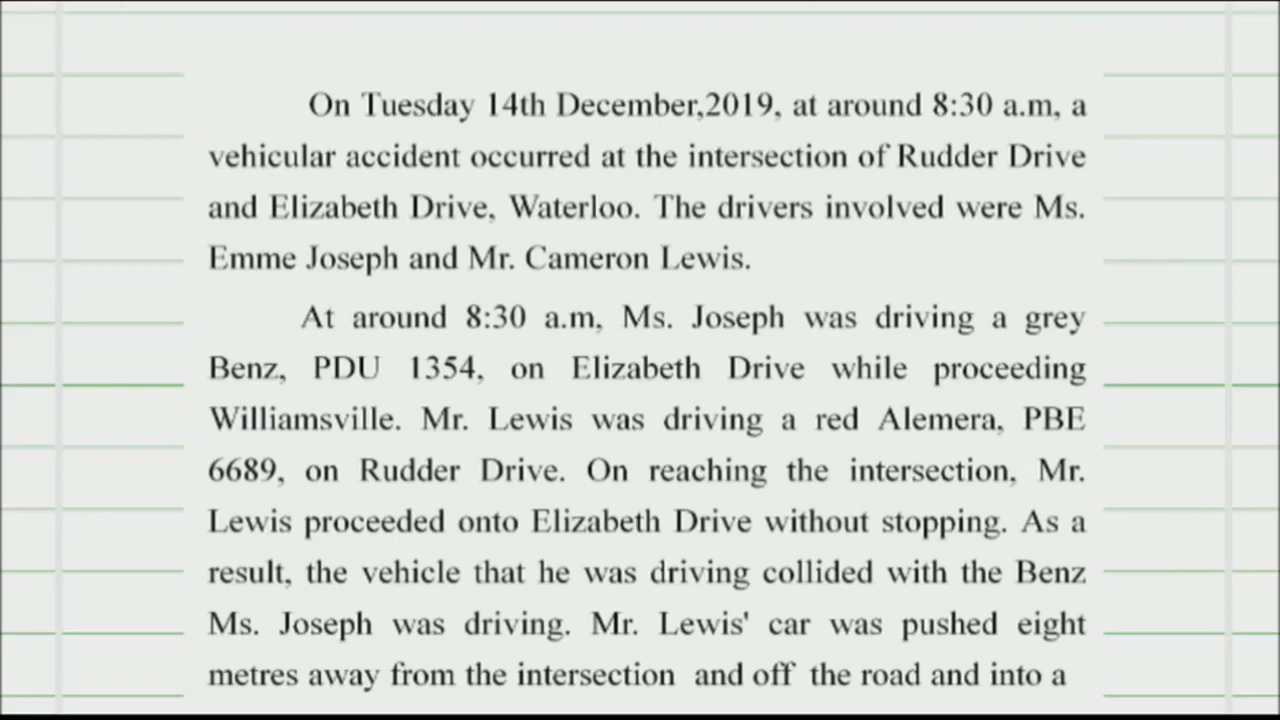 On Tuesday 14th December,2019, at around 8:30 a.m, a
vehicular accident occurred at the intersection of Rudder Drive
and Elizabeth Drive, Waterloo. The drivers involved were Ms.
Emme Joseph and Mr. Cameron Lewis.
At around 8:30 a.m, Ms. Joseph was driving a grey
Benz, PDU 1354, on Elizabeth Drive while proceeding
Williamsville. Mr. Lewis was driving a red Alemera, PBE
6689, on Rudder Drive. On reaching the intersection, Mr.
Lewis proceeded onto Elizabeth Drive without stopping. As a
result, the vehicle that he was driving collided with the Benz
Ms. Joseph was driving. Mr. Lewis' car was pushed eight
metres away from the intersection and off the road and into a